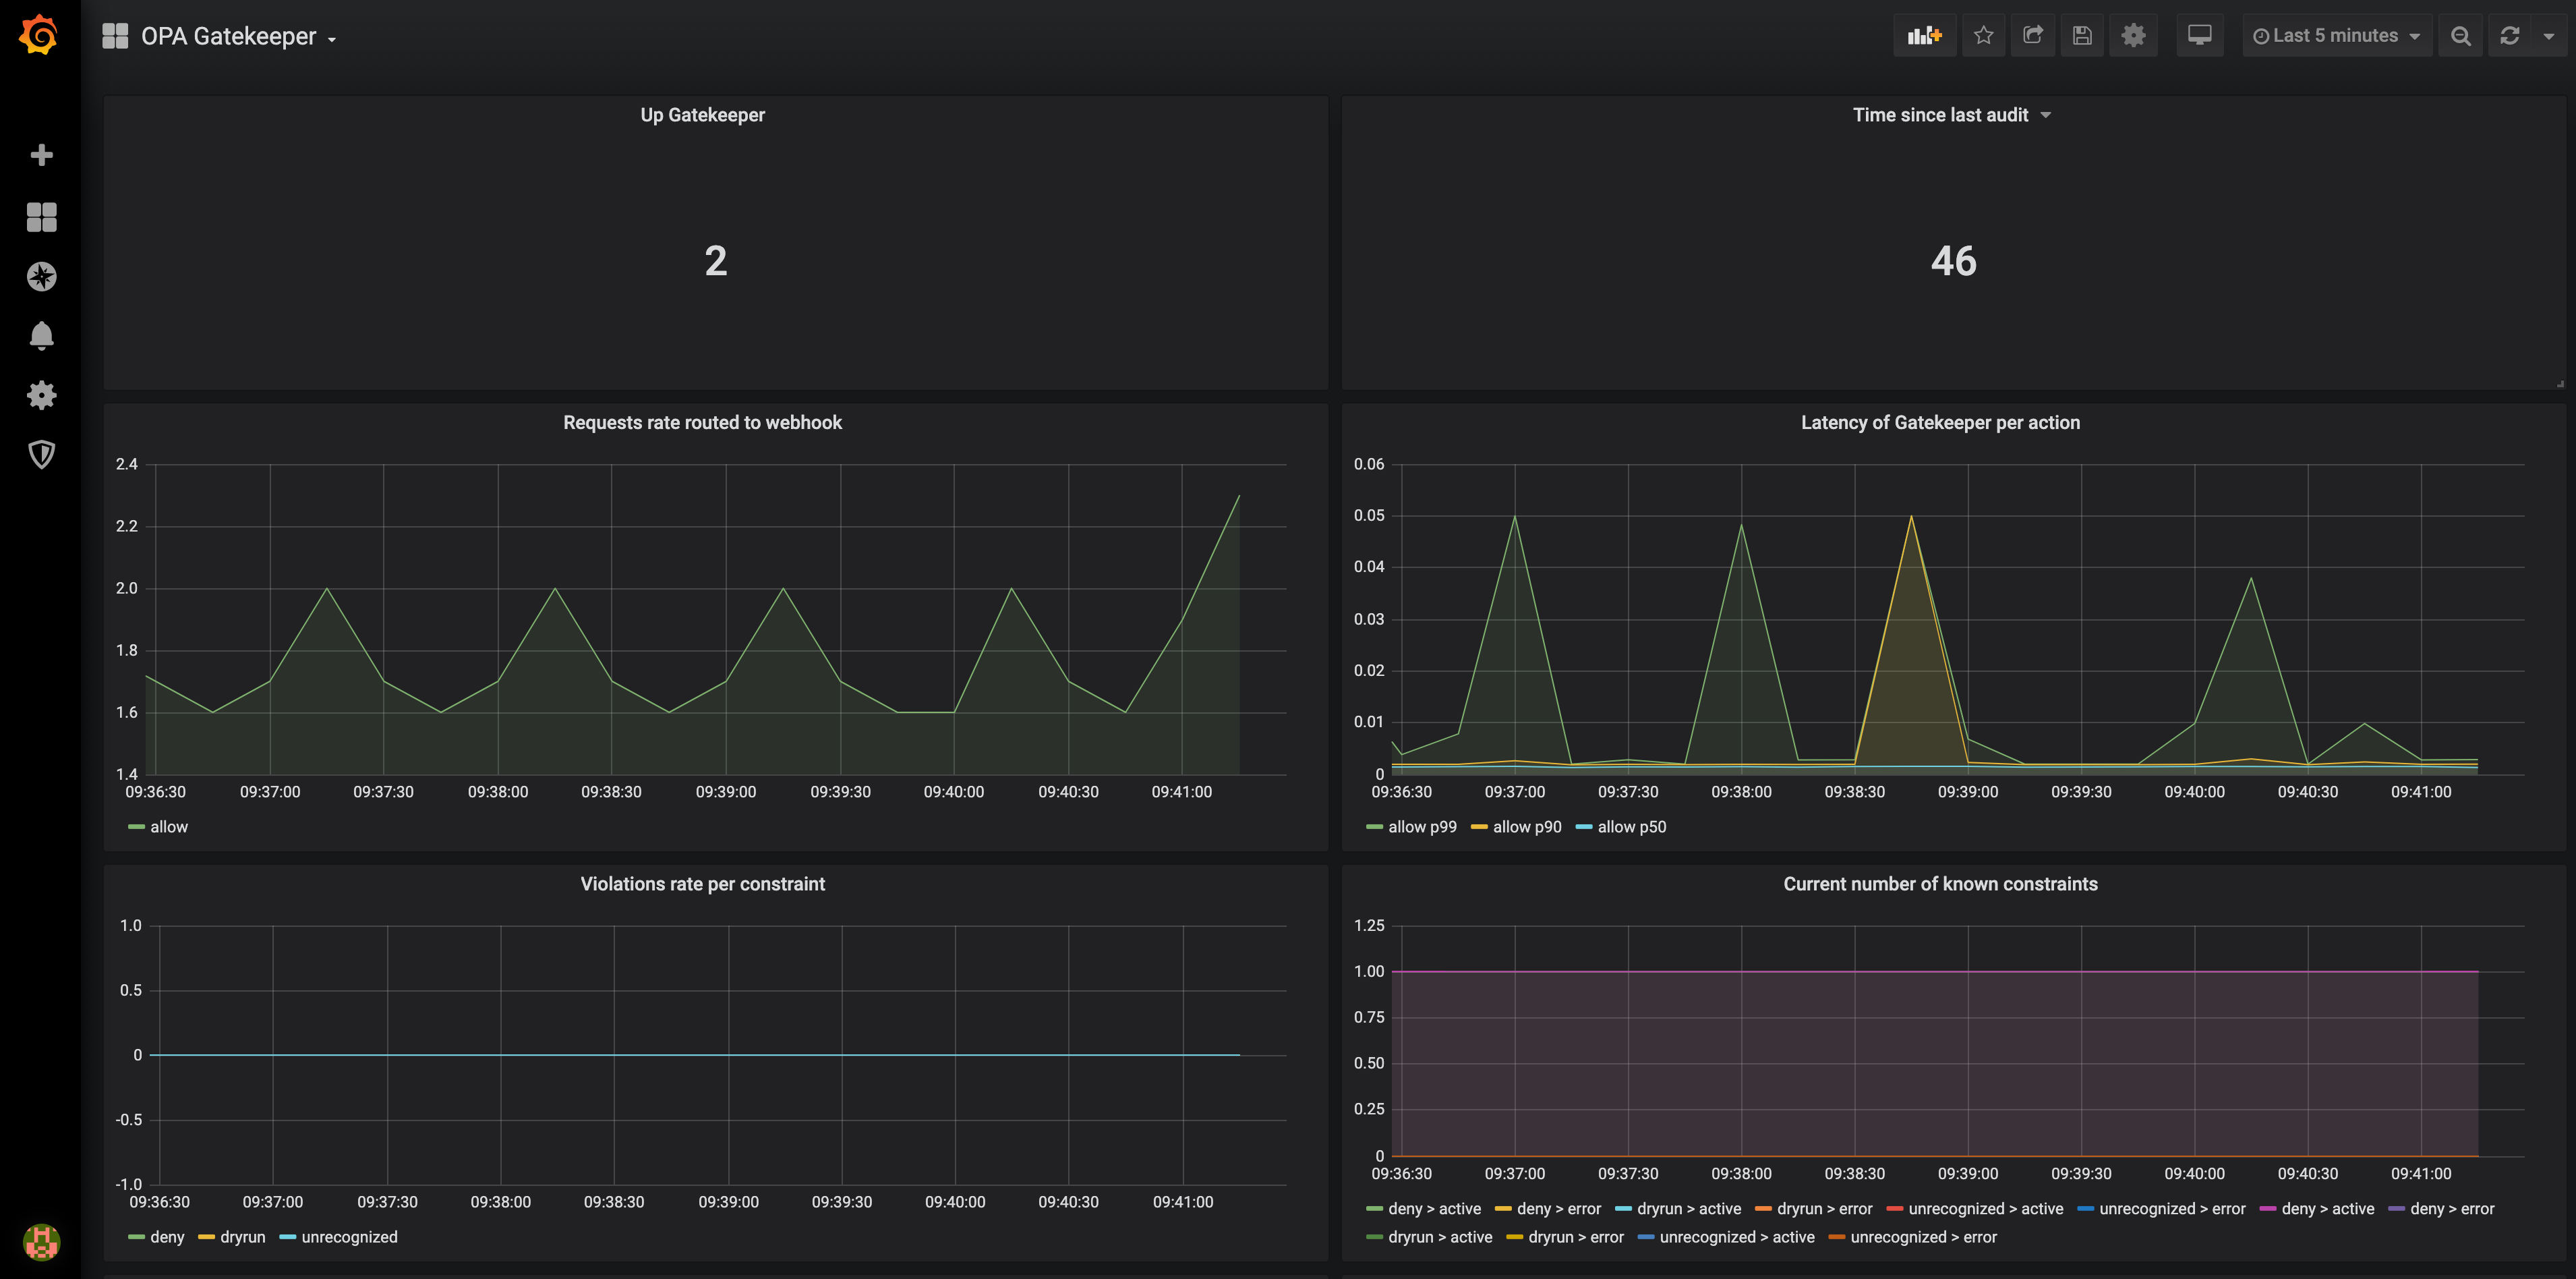 OPA Gatekeeper
Last 5 minutes
Up Gatekeeper
2
Time since last audit
46
Requests rate routed to webhook
2.4
2.2
2.0
1.8
1.6
1.4
09:36:30 09:37:00 09:37:30 09:38:00 09:38:30 09:39:00 09:39:30 09:40:00 09:40:30 09:41:00
allow
Latency of Gatekeeper per action
0.06
0.05
0.04
0.03
0.02
0.01
0
09:36:30 09:37:00 09:37:30 09:38:00 09:38:30 09:39:00 09:39:30 09:40:00 09:40:30 09:41:00
allow p99 allow p90 allow p50
Violations rate per constraint
1.0
0.5
0
-0.5
-1.0
09:36:30 09:37:00 09:37:30 09:38:00 09:38:30 09:39:00 09:39:30 09:40:00 09:40:30 09:41:00
deny dryrun unrecognized
Current number of known constraints
1.25
1.00
0.75
0.50
0.25
0
09:36:30 09:37:00 09:37:30 09:38:00 09:38:30 09:39:00 09:39:30 09:40:00 09:40:30 09:41:00
deny > active deny > error dryrun > active dryrun > error unrecognized > active unrecognized > error deny > active deny > error
dryrun > active dryrun > error unrecognized > active unrecognized > error